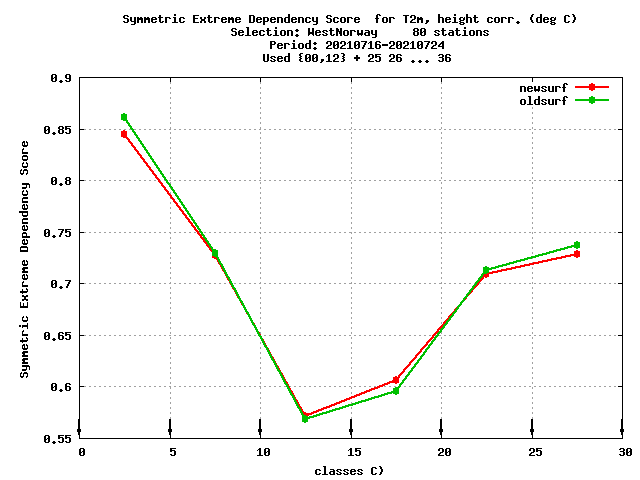 Symmetric Extreme Dependency Score  for T2m, height corr. (deg C)
Selection: WestNorway     80 stations
Period: 20210716-20210724
Used {00,12} + 25 26 ... 36
newsurf
oldsurf
Symmetric Extreme Dependency Score
0.9
0.85
0.8
0.75
0.7
0.65
0.6
0.55
0 5 10 15 20 25 30
classes C)